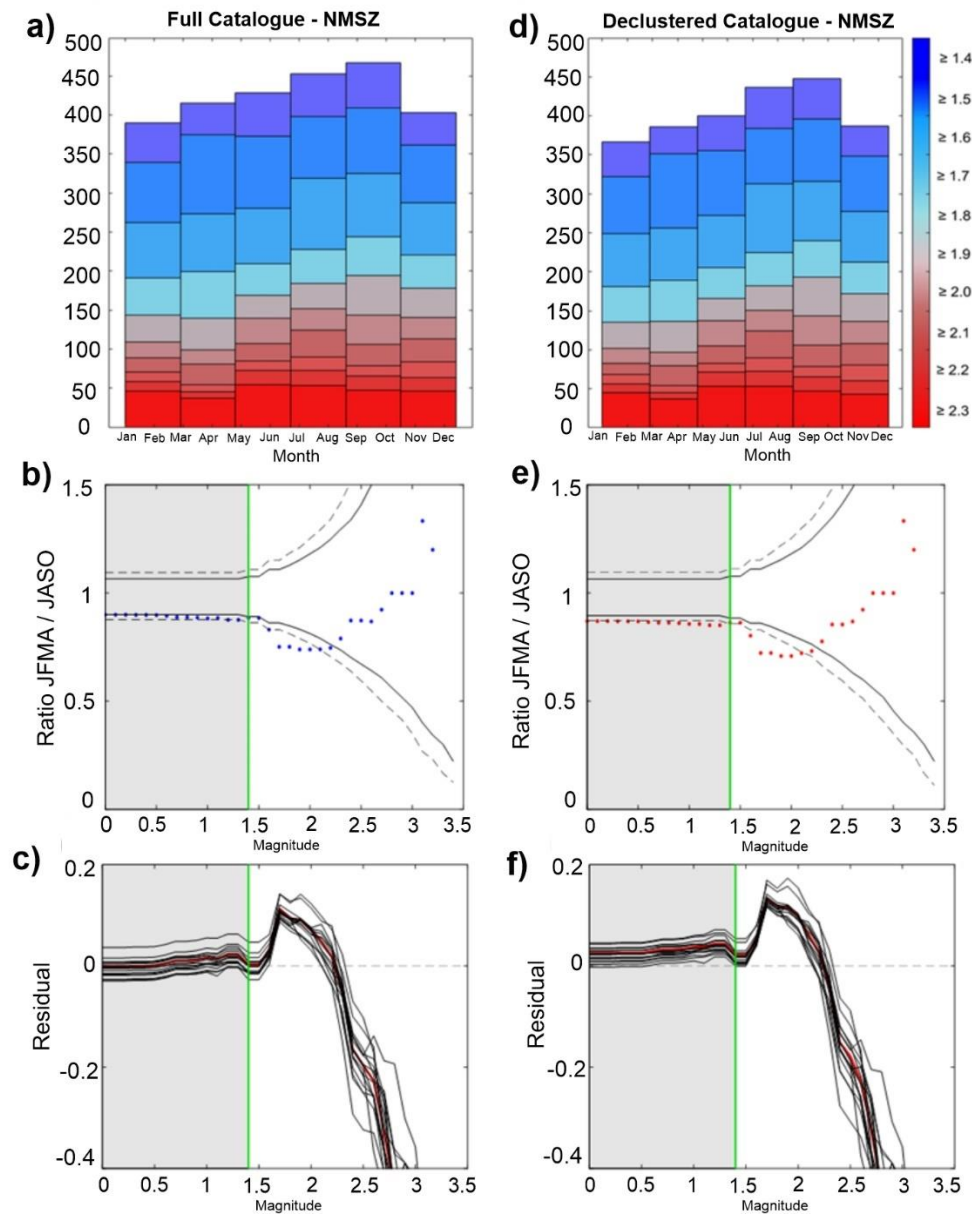 Full Catalogue - NMSZ
a)
500
450
400
350
300
250
200
150
100
50
0
Jan Feb Mar Apr May Jun Jul Aug Sep Oct Nov Dec
Month
Declustered Catalogue - NMSZ
d)
500
450
400
350
300
250
200
150
100
50
0
Jan Feb Mar Apr May Jun Jul Aug Sep Oct Nov Dec
Month
≥ 1.4
≥ 1.5
≥ 1.6
≥ 1.7
≥ 1.8
≥ 1.9
≥ 2.0
≥ 2.1
≥ 2.2
≥ 2.3
b)
1.5
1
0.5
0
Ratio JFMA / JASO
0 0.5 1 1.5 2 2.5 3 3.5
Magnitude
e)
1.5
1
0.5
0
Ratio JFMA / JASO
0 0.5 1 1.5 2 2.5 3 3.5
Magnitude
c)
0.2
0
-0.2
-0.4
Residual
0 0.5 1 1.5 2 2.5 3 3.5
Magnitude
f)
0.2
0
-0.2
-0.4
Residual
0 0.5 1 1.5 2 2.5 3 3.5
Magnitude